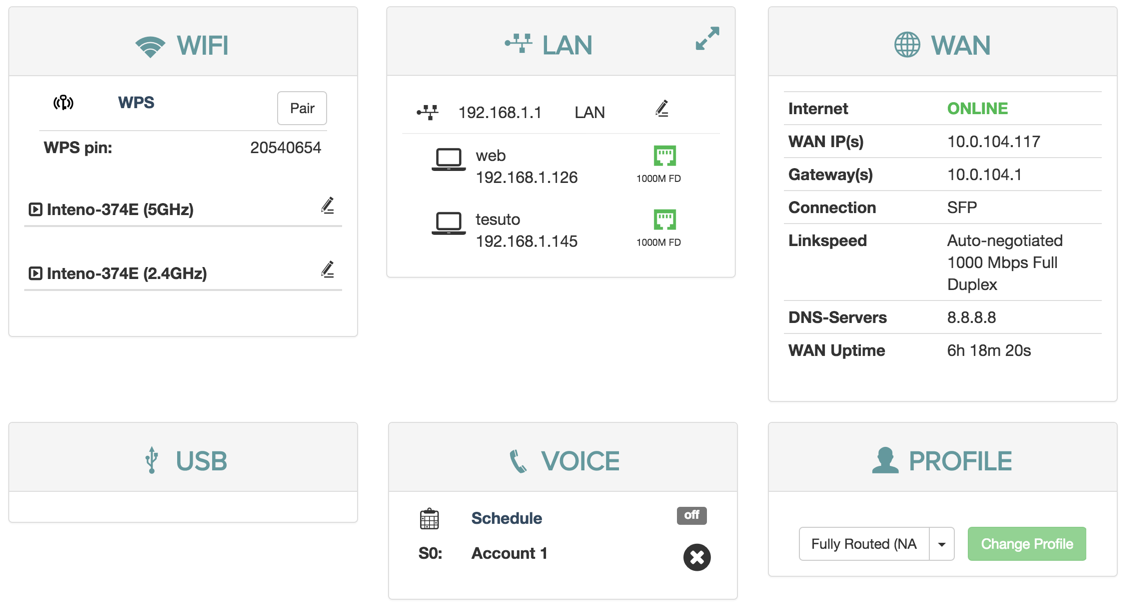 WIFI
WPS
Pair
WPS pin: 20540654
Inteno-374E (5GHz)
Inteno-374E (2.4GHz)
LAN
192.168.1.1 LAN
web
192.168.1.126
1000M FD
tesuto
192.168.1.145
1000M FD
WAN
Internet ONLINE
WAN IP(s) 10.0.104.117
Gateway(s) 10.0.104.1
Connection SFP
Linkspeed Auto-negotiated
1000 Mbps Full
Duplex
DNS-Servers 8.8.8.8
WAN Uptime 6h 18m 20s
USB
VOICE
Schedule off
S0: Account 1
PROFILE
Fully Routed (NA
Change Profile